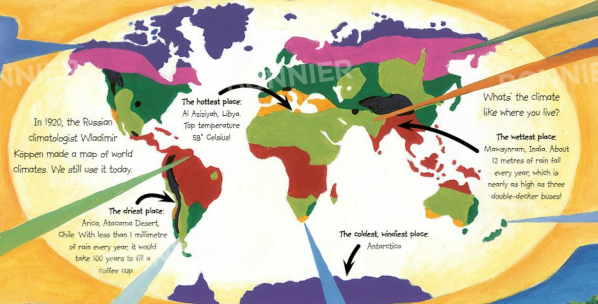 In 1920, the Russian
climatologist Wladimir
Köppen made a map of world
climates. We still use it today.
The hottest place:
Al Aziziyah, Libya.
Top temperature
58° Celsius!
What's the climate
like where you live?
The wettest place:
Mawsynram, India. About
12 metres of rain fall
every year, which is
nearly as high as three
double-decker buses!
The driest place:
Arica, Atacama Desert,
Chile. With less than 1 millimetre
of rain every year, it would
take 100 years to fill a
coffee cup.
The coldest, windiest place:
Antarctica
BONNIER